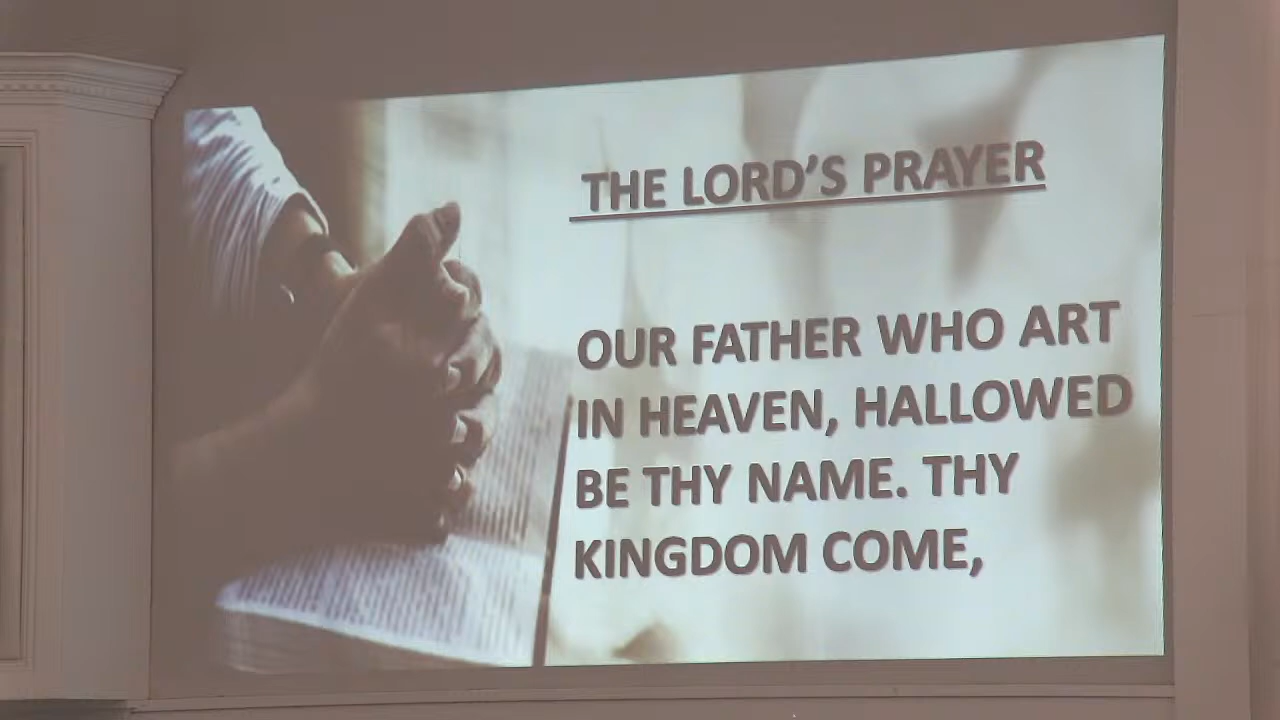 THE LORD'S PRAYER
OUR FATHER WHO ART
IN HEAVEN, HALLOWED
BE THY NAME. THY
KINGDOM COME,